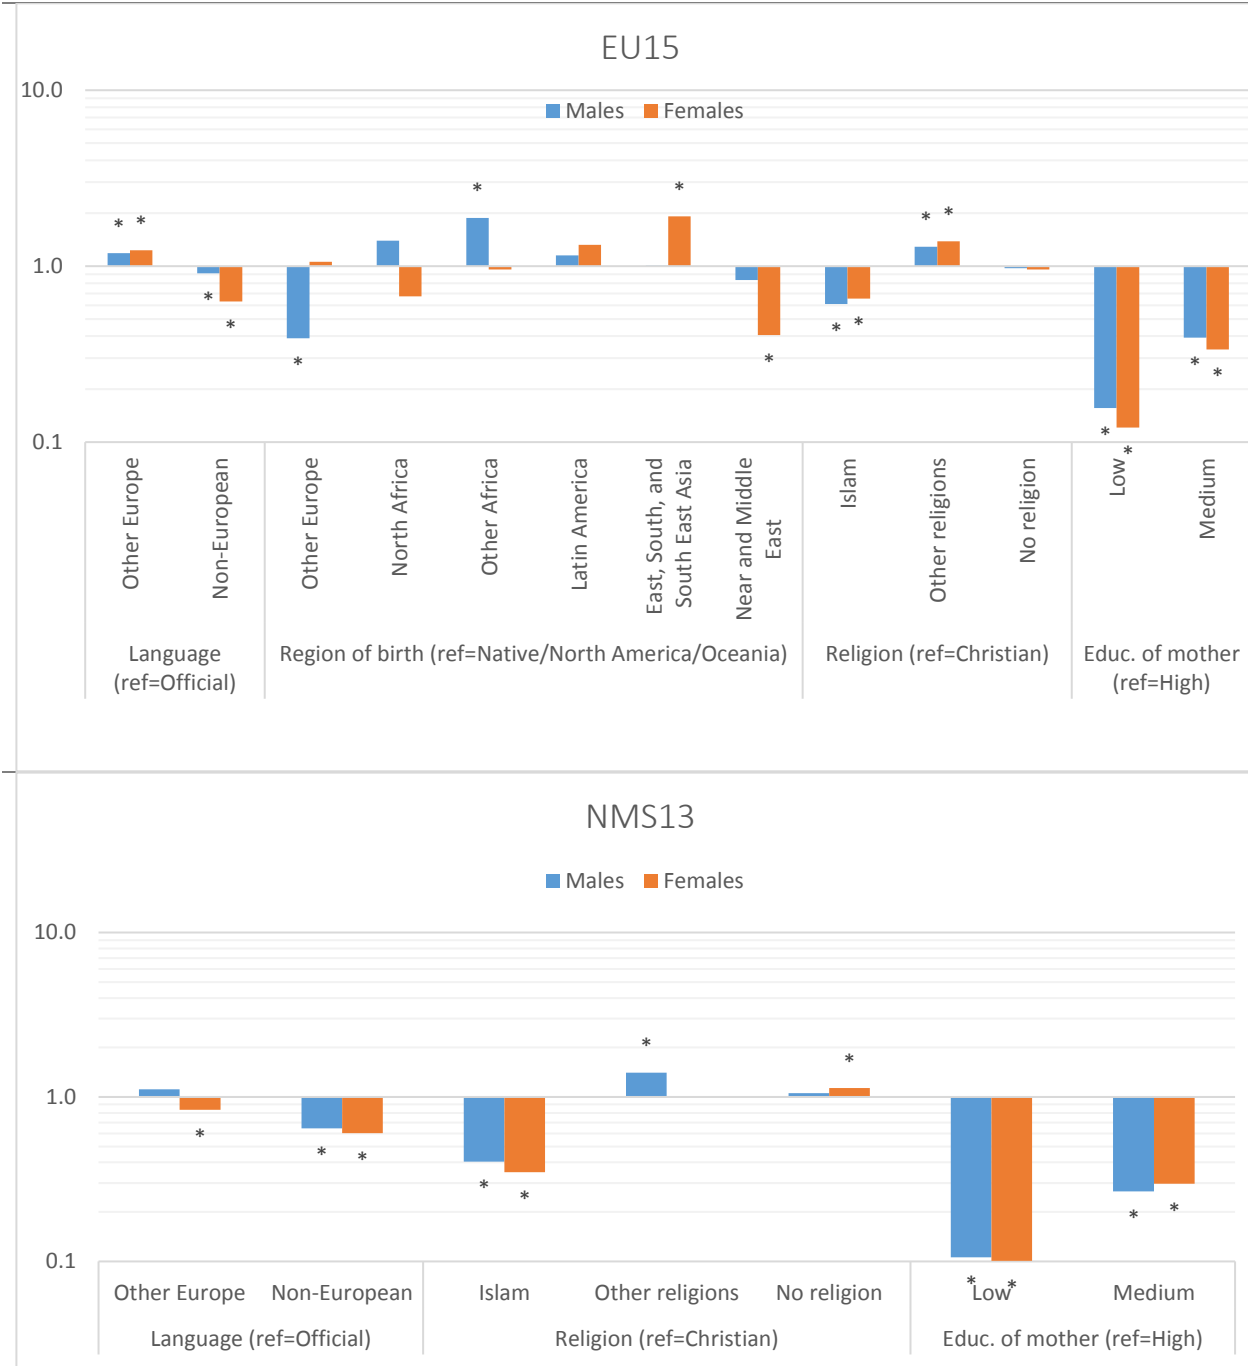 EU15
10.0
Males Females
* * * *
* *
1.0
* * * *
* * * *
0.1
* *
Other Europe
Non-European
Other Europe
North Africa
Other Africa
Latin America
East, South, and
South East Asia
Near and Middle
East
Islam
Other religions
No religion
Low
Medium
Language
(ref=Official)
Region of birth (ref=Native/North America/Oceania)
Religion (ref=Christian)
Educ. of mother
(ref=High)
NMS13
Males Females
10.0
* *
1.0
* * *
* * * *
0.1
* *
Other Europe Non-European Islam Other religions No religion Low Medium
Language (ref=Official) Religion (ref=Christian) Educ. of mother (ref=High)